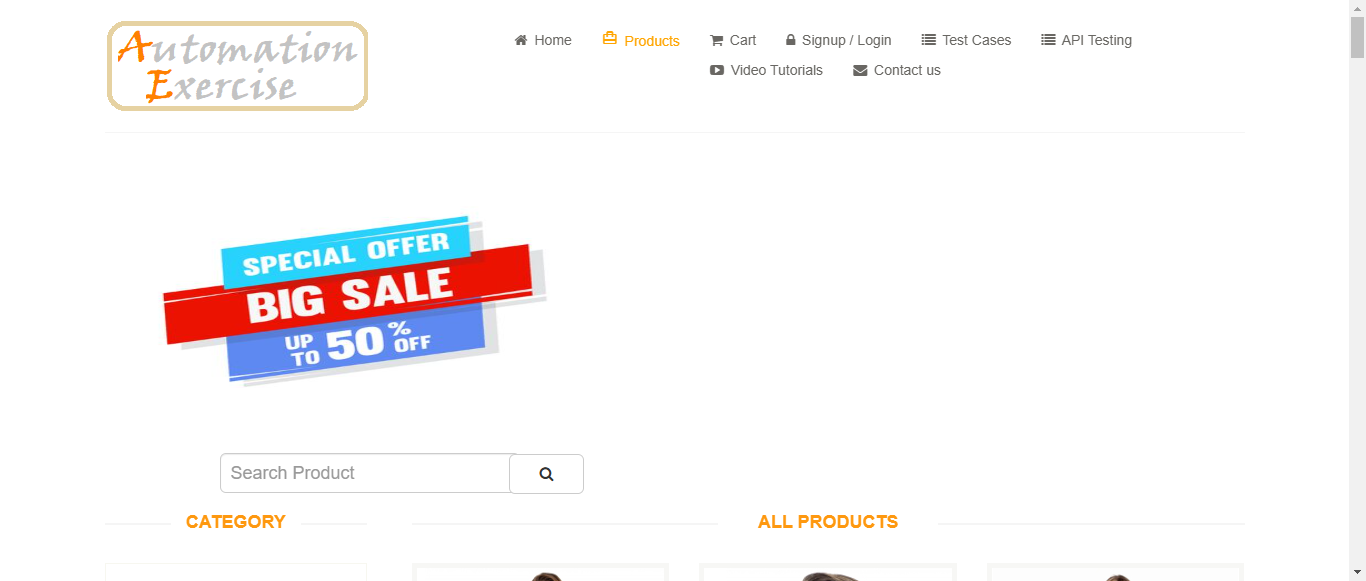 Automation
Exercise
Home Products Cart Signup / Login Test Cases API Testing
Video Tutorials Contact us
SPECIAL OFFER
BIG SALE
UP TO 50% OFF
Search Product
CATEGORY
ALL PRODUCTS